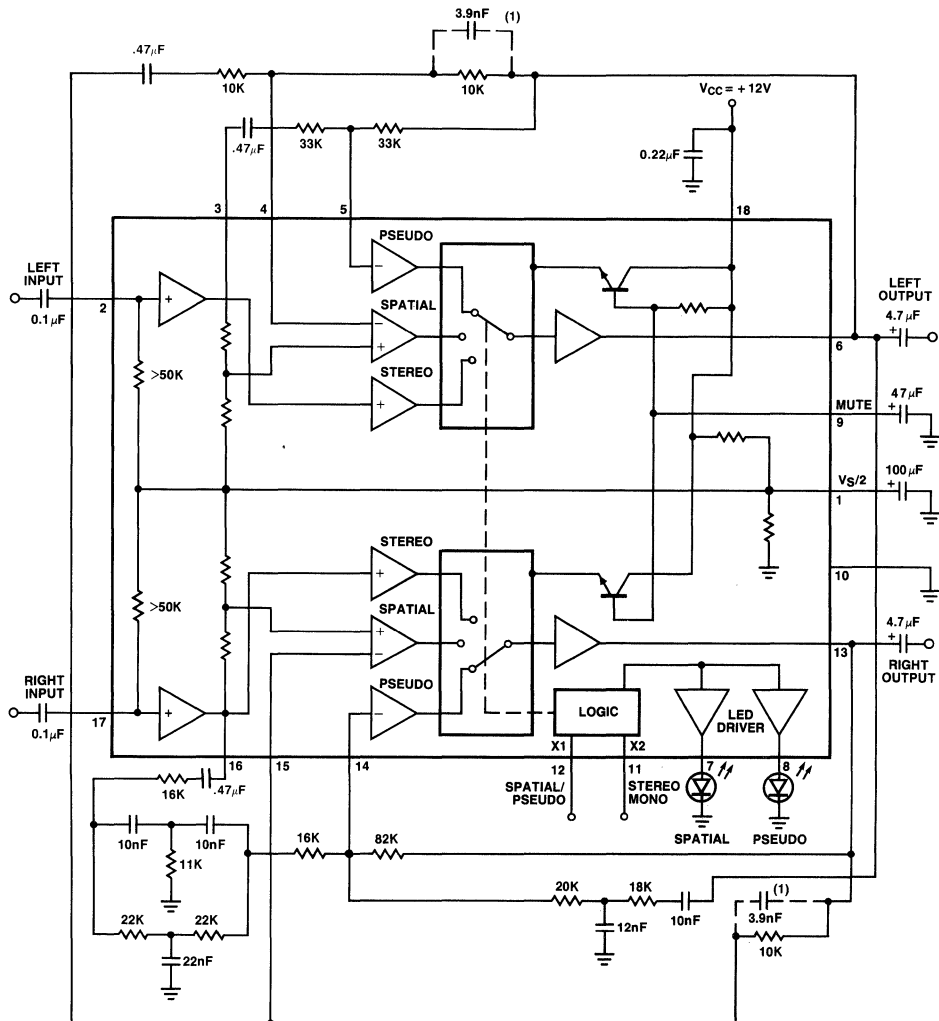 3.9nF (1)
.47µF
10K
10K
VCC = +12V
.47µF
33K
33K
0.22µF
3
4
5
18
PSEUDO
LEFT
INPUT
LEFT
OUTPUT
4.7µF
+
0.1µF
2
+
−
SPATIAL
−
+
6
>50K
STEREO
+
MUTE
9
47µF
+
VS/2
1
100µF
+
STEREO
+
10
>50K
SPATIAL
+
−
4.7µF
+
13
RIGHT
OUTPUT
RIGHT
INPUT
PSEUDO
−
+
LOGIC
LED
DRIVER
0.1µF
17
X1
X2
16
15
14
12
11
7
8
16K
.47µF
SPATIAL/
PSEUDO
STEREO
MONO
SPATIAL
PSEUDO
10nF
10nF
16K
82K
11K
20K
18K
(1)
22K
22K
12nF
10nF
3.9nF
22nF
10K